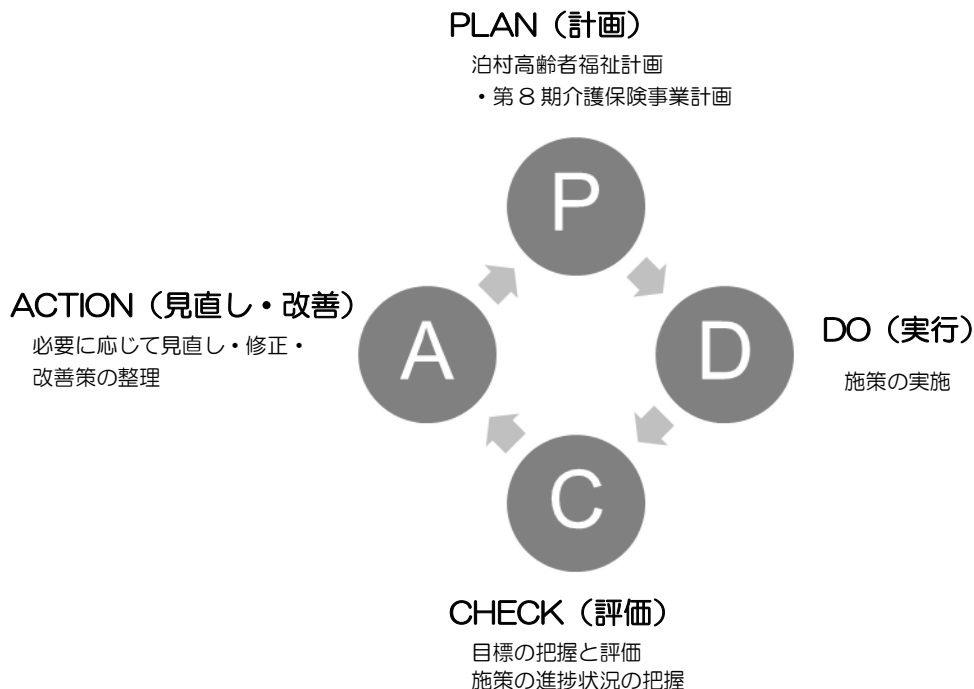 PLAN（計画）
泊村高齢者福祉計画
・第８期介護保険事業計画
P
ACTION（見直し・改善）
必要に応じて見直し・修正・
改善策の整理
A
D
DO（実行）
施策の実施
C
CHECK（評価）
目標の把握と評価
施策の進捗状況の把握